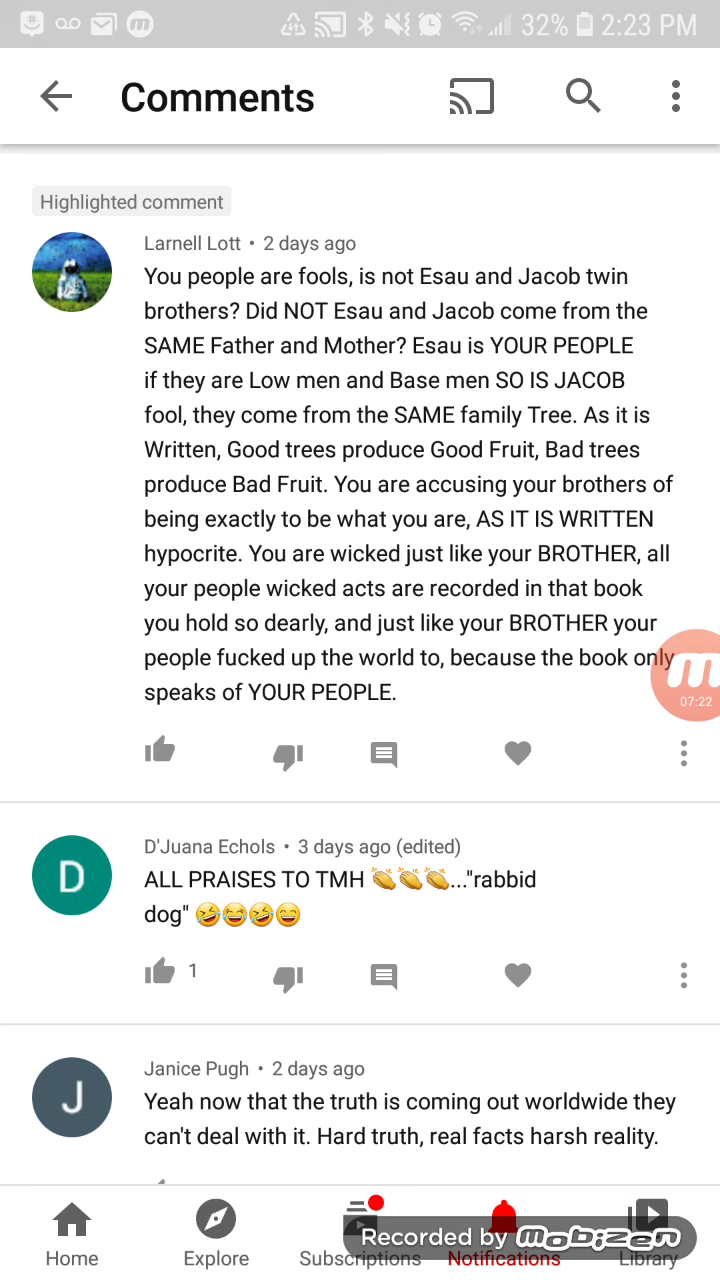 32% 2:23 PM
Comments
Highlighted comment
Larnell Lott • 2 days ago
You people are fools, is not Esau and Jacob twin
brothers? Did NOT Esau and Jacob come from the
SAME Father and Mother? Esau is YOUR PEOPLE
if they are Low men and Base men SO IS JACOB
fool, they come from the SAME family Tree. As it is
Written, Good trees produce Good Fruit, Bad trees
produce Bad Fruit. You are accusing your brothers of
being exactly to be what you are, AS IT IS WRITTEN
hypocrite. You are wicked just like your BROTHER, all
your people wicked acts are recorded in that book
you hold so dearly, and just like your BROTHER your
people fucked up the world to, because the book only
speaks of YOUR PEOPLE.
m
07:22
D
D'Juana Echols • 3 days ago (edited)
ALL PRAISES TO TMH 👏👏👏..."rabbid
dog" 🤣😂🤣😄
1
J
Janice Pugh • 2 days ago
Yeah now that the truth is coming out worldwide they
can't deal with it. Hard truth, real facts harsh reality.
Recorded by mobizen
Home Explore Subscriptions Notifications Library